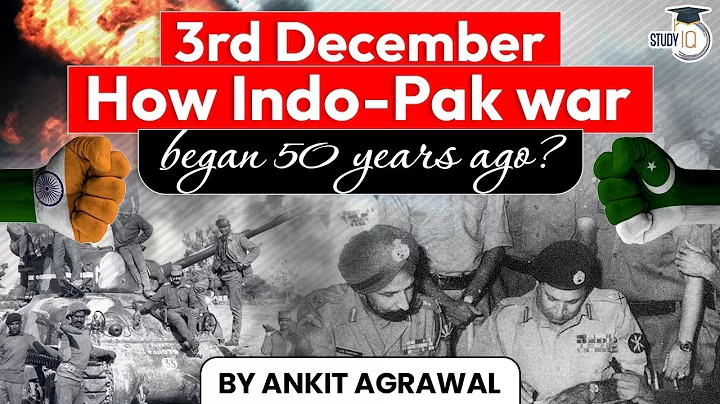 STUDY IQ
3rd December
How Indo-Pak war
began 50 years ago?
BY ANKIT AGRAWAL